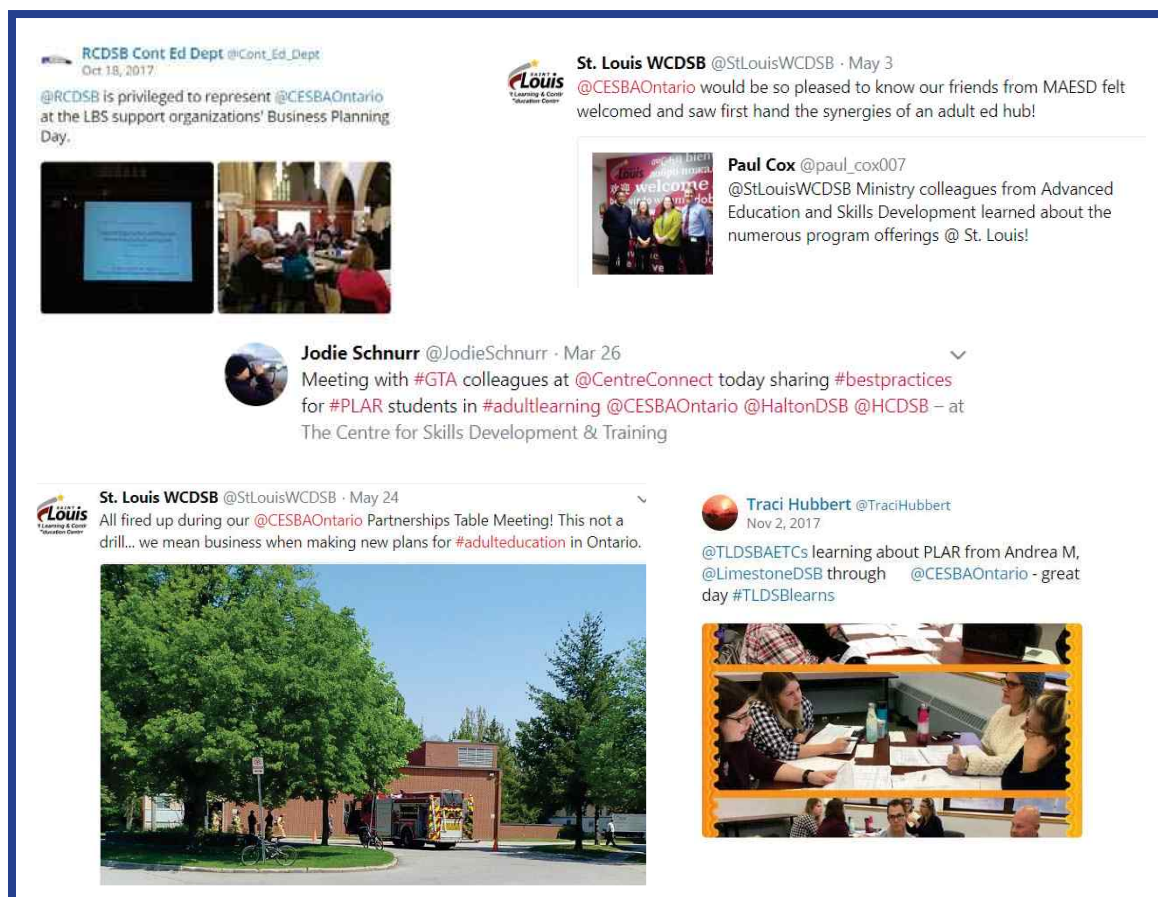 RCDSB Cont Ed Dept @Cont_Ed_Dept
Oct 18, 2017
@RCDSB is privileged to represent @CESBAOntario
at the LBS support organizations' Business Planning
Day.
SAINT
Louis
St. Louis WCDSB @StLouisWCDSB · May 3
@CESBAOntario would be so pleased to know our friends from MAESD felt
welcomed and saw first hand the synergies of an adult ed hub!
Louis
welcome
Paul Cox @paul_cox007
@StLouisWCDSB Ministry colleagues from Advanced
Education and Skills Development learned about the
numerous program offerings @ St. Louis!
Jodie Schnurr @JodieSchnurr · Mar 26
Meeting with #GTA colleagues at @CentreConnect today sharing #bestpractices
for #PLAR students in #adultlearning @CESBAOntario @HaltonDSB @HCDSB – at
The Centre for Skills Development & Training
SAINT
Louis
St. Louis WCDSB @StLouisWCDSB · May 24
All fired up during our @CESBAOntario Partnerships Table Meeting! This not a
drill... we mean business when making new plans for #adulteducation in Ontario.
Traci Hubbert @TraciHubbert
Nov 2, 2017
@TLDSBAETCs learning about PLAR from Andrea M,
@LimestoneDSB through @CESBAOntario - great
day #TLDSBlearns